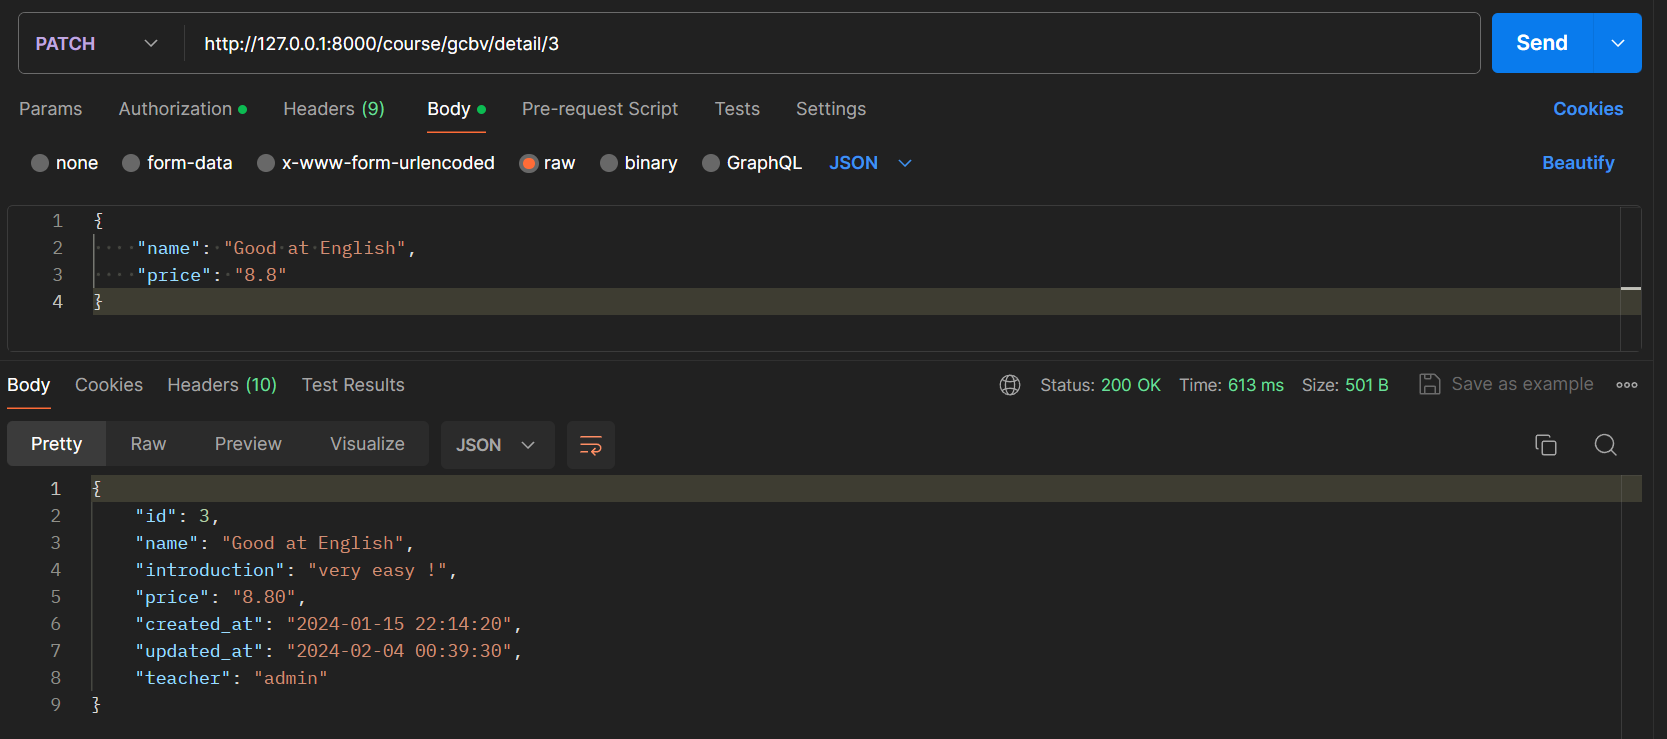 PATCH http://127.0.0.1:8000/course/gcbv/detail/3 Send
Params Authorization Headers (9) Body Pre-request Script Tests Settings Cookies
none form-data x-www-form-urlencoded raw binary GraphQL JSON Beautify
1 {
2 "name": "Good at English",
3 "price": "8.8"
4 }
Body Cookies Headers (10) Test Results Status: 200 OK Time: 613 ms Size: 501 B Save as example
Pretty Raw Preview Visualize JSON
1 {
2 "id": 3,
3 "name": "Good at English",
4 "introduction": "very easy !",
5 "price": "8.80",
6 "created_at": "2024-01-15 22:14:20",
7 "updated_at": "2024-02-04 00:39:30",
8 "teacher": "admin"
9 }